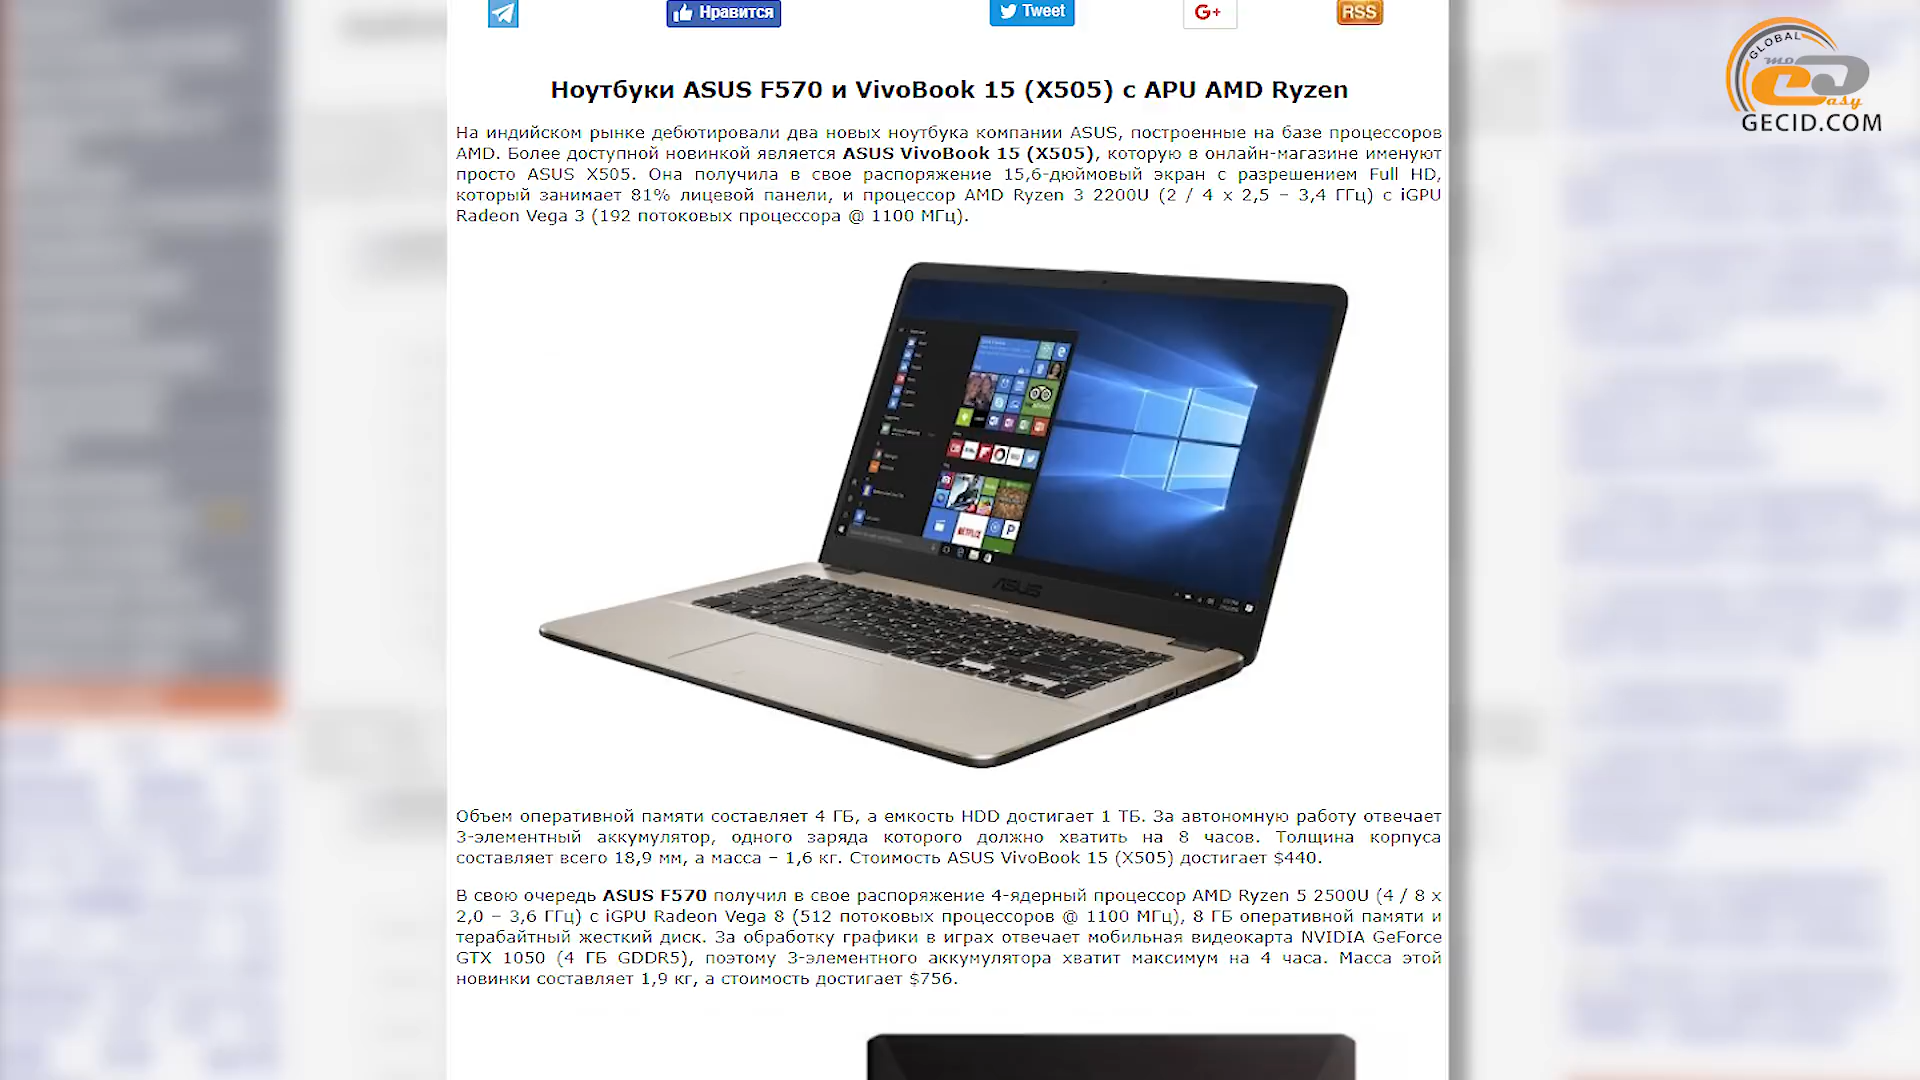 Нравится
Tweet
G+
RSS
GLOBAL
mo
easy
GECID.COM
Ноутбуки ASUS F570 и VivoBook 15 (X505) с APU AMD Ryzen
На индийском рынке дебютировали два новых ноутбука компании ASUS, построенные на базе процессоров
AMD. Более доступной новинкой является ASUS VivoBook 15 (X505), которую в онлайн-магазине именуют
просто ASUS X505. Она получила в свое распоряжение 15,6-дюймовый экран с разрешением Full HD,
который занимает 81% лицевой панели, и процессор AMD Ryzen 3 2200U (2 / 4 x 2,5 – 3,4 ГГц) с iGPU
Radeon Vega 3 (192 потоковых процессора @ 1100 МГц).
NETFLIX
ASUS
Объем оперативной памяти составляет 4 ГБ, а емкость HDD достигает 1 ТБ. За автономную работу отвечает
3-элементный аккумулятор, одного заряда которого должно хватить на 8 часов. Толщина корпуса
составляет всего 18,9 мм, а масса – 1,6 кг. Стоимость ASUS VivoBook 15 (X505) достигает $440.
В свою очередь ASUS F570 получил в свое распоряжение 4-ядерный процессор AMD Ryzen 5 2500U (4 / 8 x
2,0 – 3,6 ГГц) с iGPU Radeon Vega 8 (512 потоковых процессоров @ 1100 МГц), 8 ГБ оперативной памяти и
терабайтный жесткий диск. За обработку графики в играх отвечает мобильная видеокарта NVIDIA GeForce
GTX 1050 (4 ГБ GDDR5), поэтому 3-элементного аккумулятора хватит максимум на 4 часа. Масса этой
новинки составляет 1,9 кг, а стоимость достигает $756.